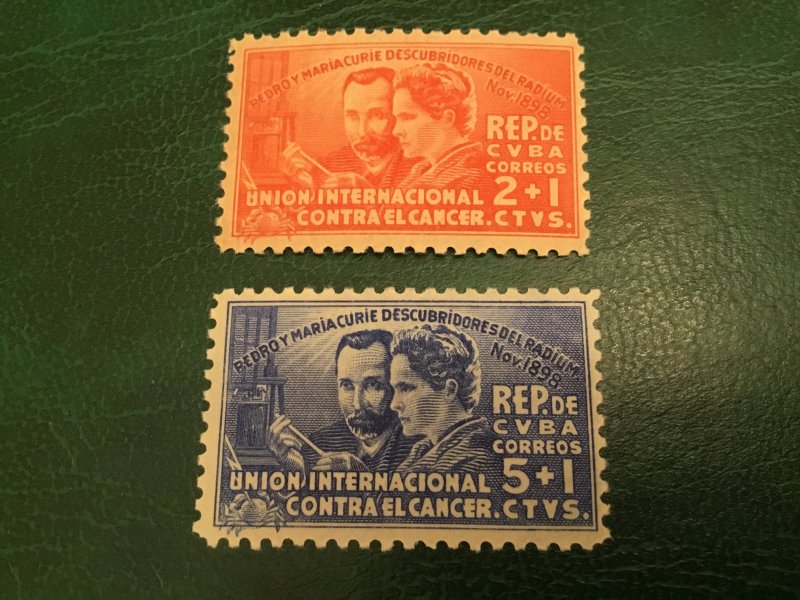 PEDRO Y MARÍA CURIE DESCUBRIDORES DEL RADIUM
Nov. 1898
REP. DE
CVBA
CORREOS
UNION INTERNACIONAL 2+1
CONTRA EL CANCER. CTVS.
PEDRO Y MARÍA CURIE DESCUBRIDORES DEL RADIUM
Nov. 1898
REP. DE
CVBA
CORREOS
UNION INTERNACIONAL 5+1
CONTRA EL CANCER. CTVS.